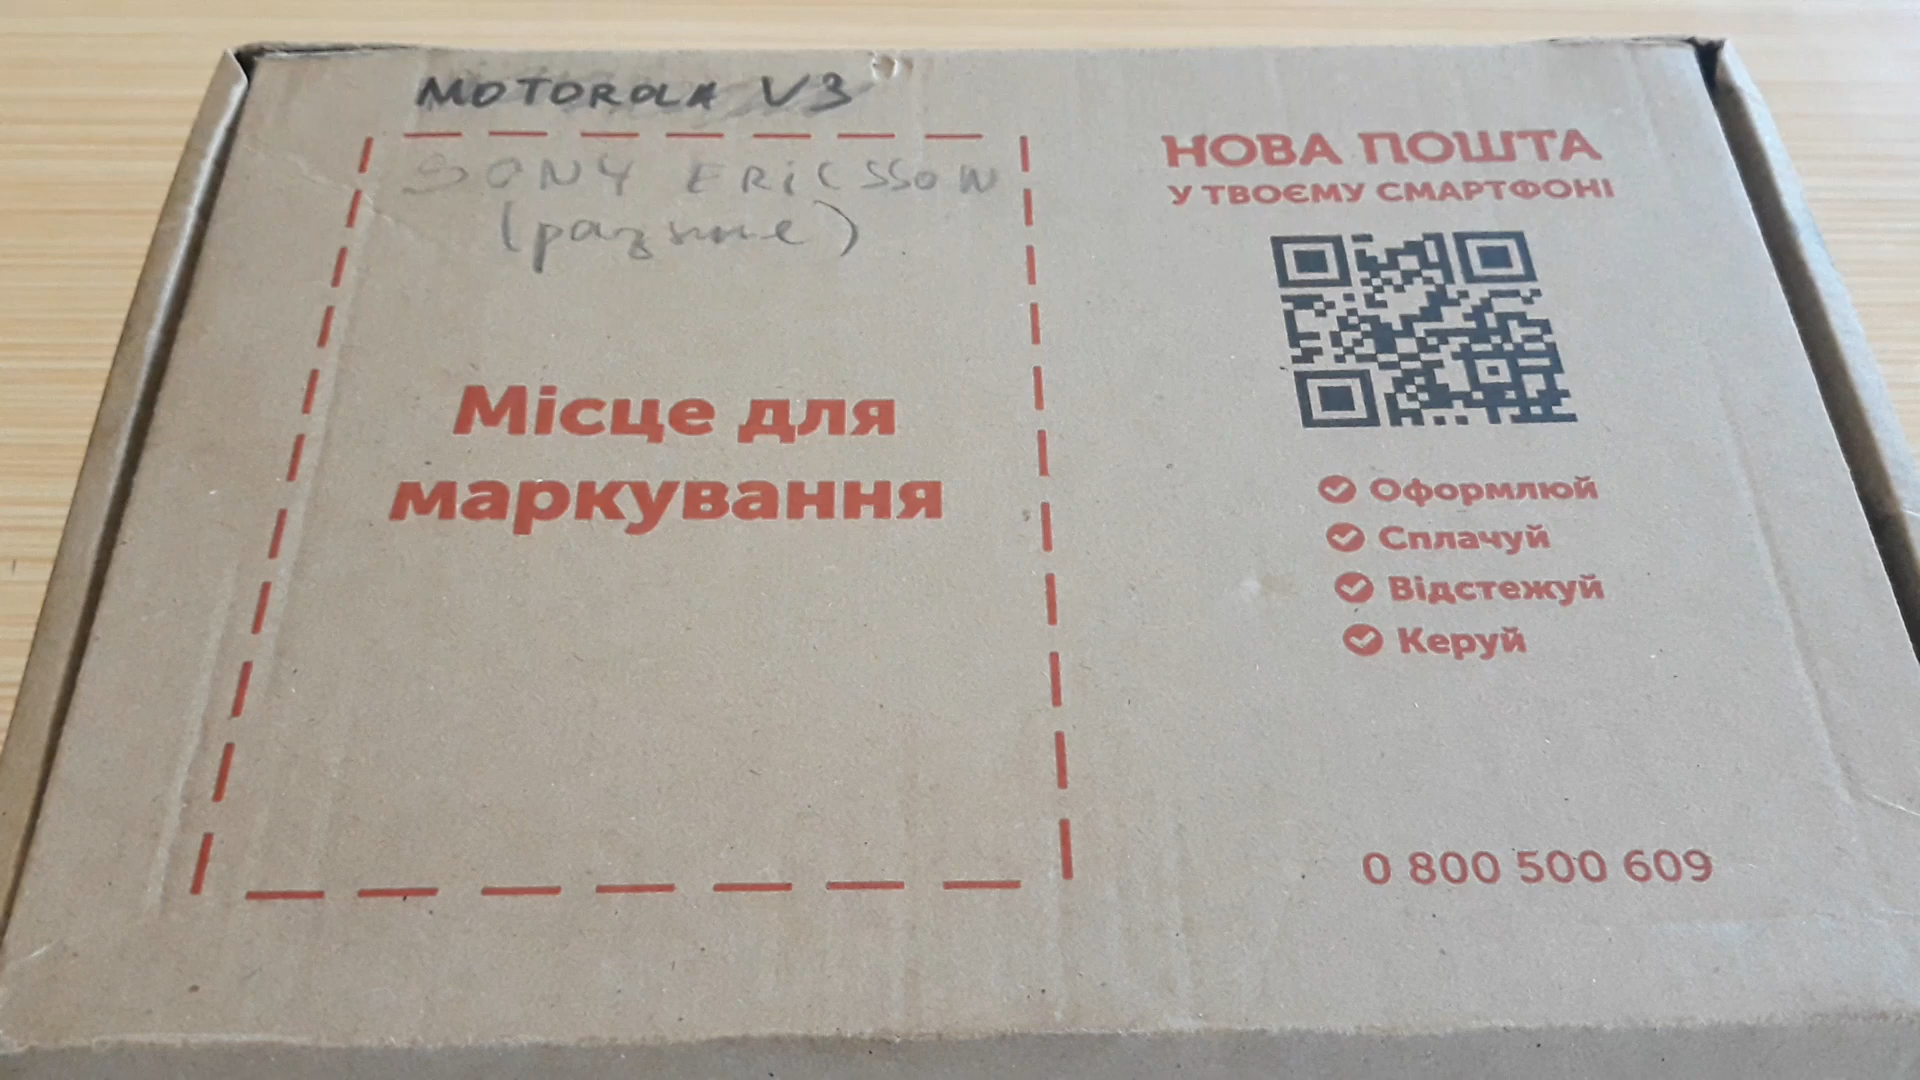 MOTOROLA V3
SONY ERICSSON
(разные)
Місце для
маркування
НОВА ПОШТА
У ТВОЄМУ СМАРТФОНІ
Оформлюй
Сплачуй
Відстежуй
Керуй
0 800 500 609